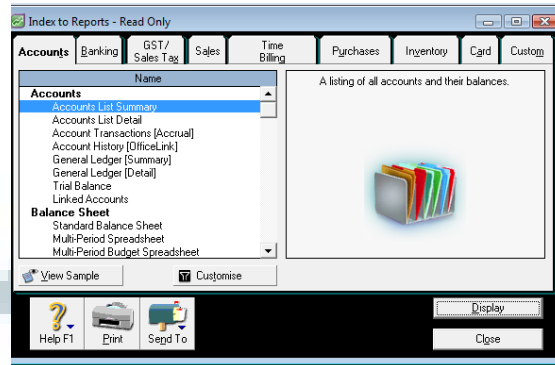 Index to Reports - Read Only
Accounts Banking GST/ Sales Tax Sales Time Billing Purchases Inventory Card Custom
Name
Accounts
Accounts List Summary
Accounts List Detail
Account Transactions [Accrual]
Account History [OfficeLink]
General Ledger [Summary]
General Ledger [Detail]
Trial Balance
Linked Accounts
Balance Sheet
Standard Balance Sheet
Multi-Period Spreadsheet
Multi-Period Budget Spreadsheet
A listing of all accounts and their balances.
View Sample Customise
Help F1 Print Send To
Display
Close